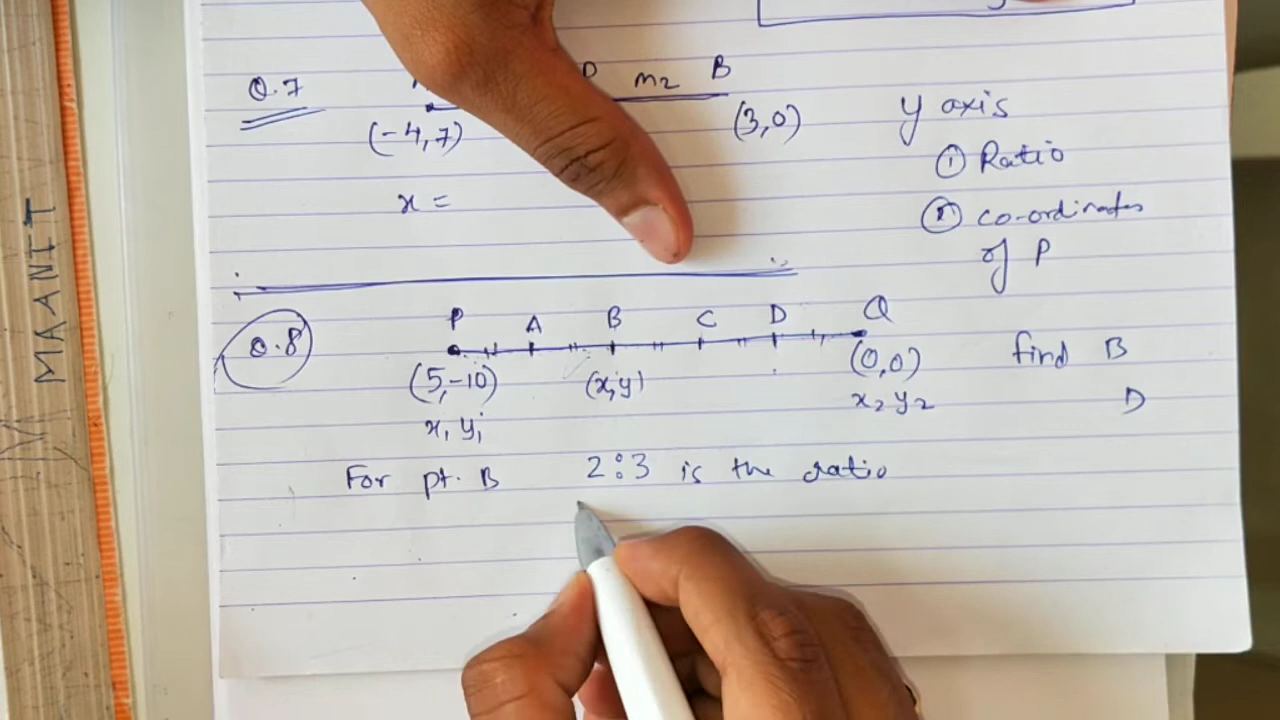 Q.7
P m2 B
(-4,7) (3,0)
x =
y axis
① Ratio
② co-ordinates
of P
Q.8
P A B C D Q
(5,-10) (x,y) (0,0)
x1 y1 x2 y2
find B
D
For pt. B 2:3 is the ratio
MAANIT